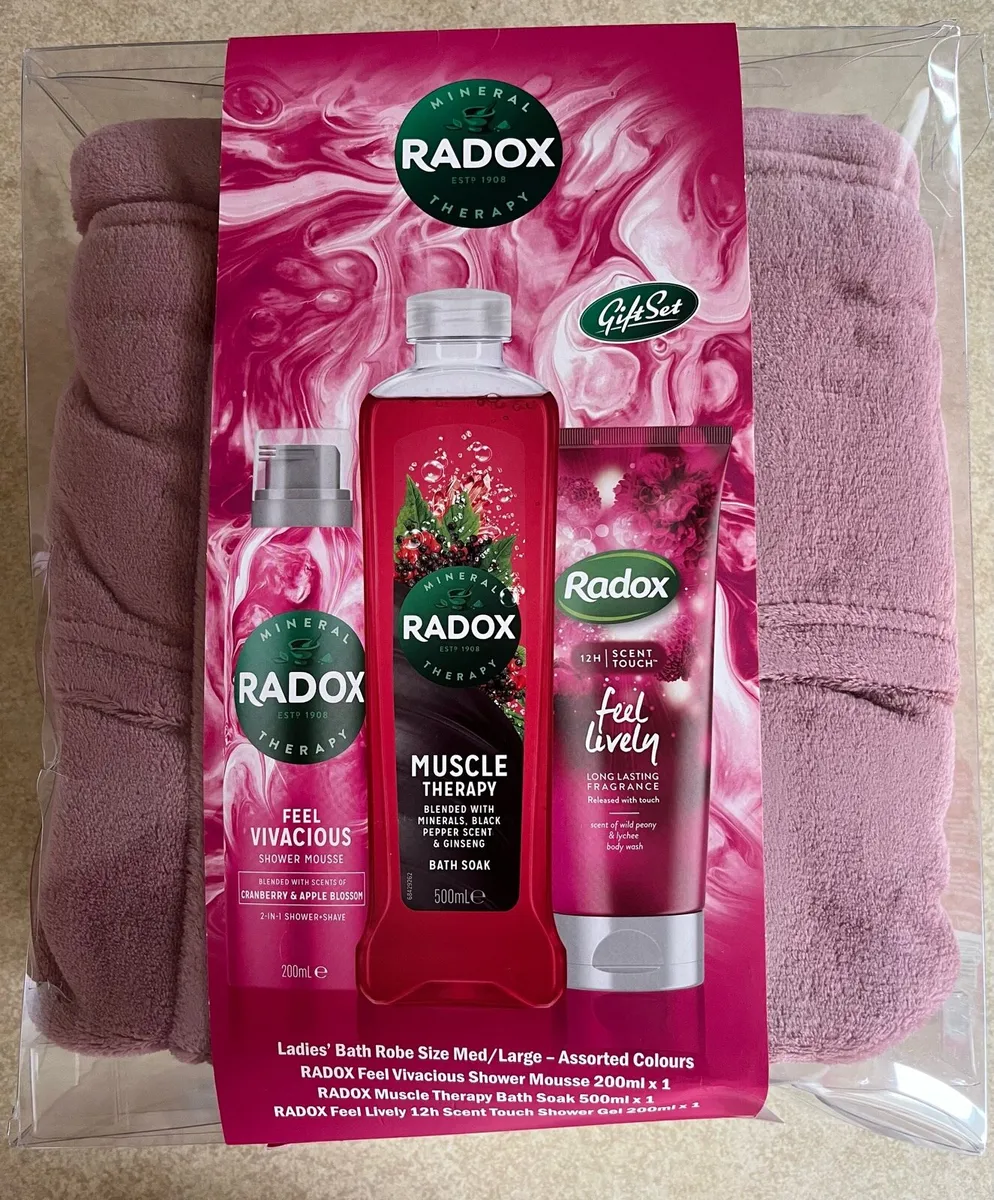 MINERAL
RADOX
ESTD 1908
THERAPY
GiftSet
MINERAL
RADOX
ESTD 1908
THERAPY
FEEL
VIVACIOUS
SHOWER MOUSSE
BLENDED WITH SCENTS OF
CRANBERRY & APPLE BLOSSOM
2-IN-1 SHOWER+SHAVE
200mL ℮
MINERAL
RADOX
ESTD 1908
THERAPY
MUSCLE
THERAPY
BLENDED WITH
MINERALS, BLACK
PEPPER SCENT
& GINSENG
BATH SOAK
68429262
500mL℮
Radox
12H | SCENT
TOUCH™
feel
lively
LONG LASTING
FRAGRANCE
Released with touch
scent of wild peony
& lychee
body wash
Ladies' Bath Robe Size Med/Large – Assorted Colours
RADOX Feel Vivacious Shower Mousse 200ml x 1
RADOX Muscle Therapy Bath Soak 500ml x 1
RADOX Feel Lively 12h Scent Touch Shower Gel 200ml x 1